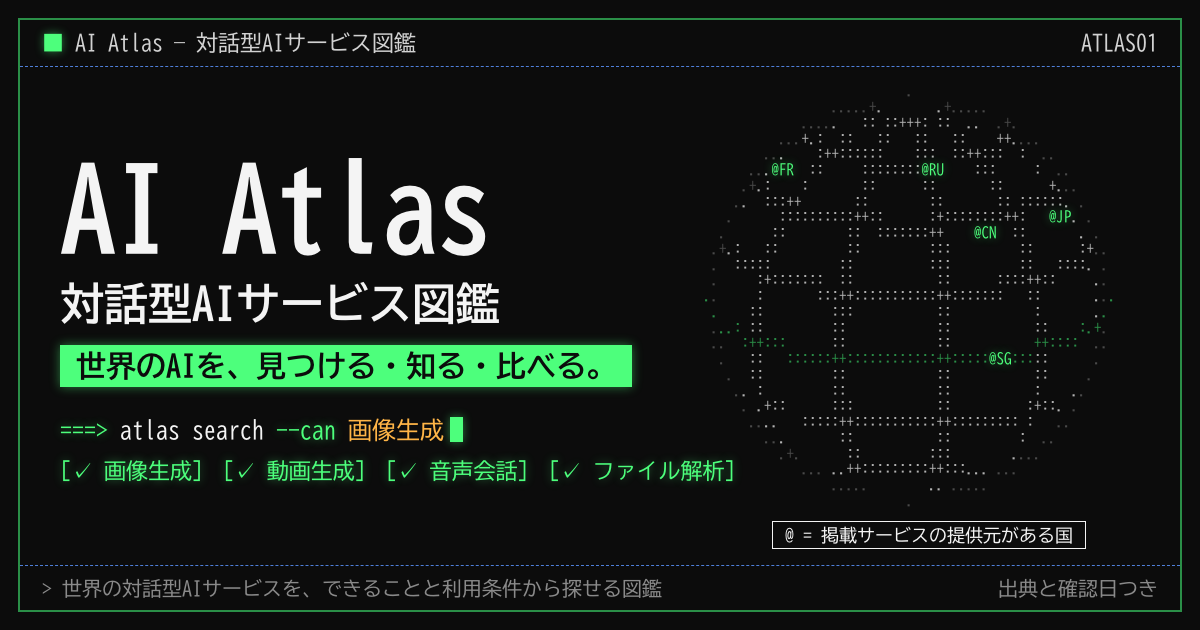 AI Atlas — 対話型AIサービス図鑑
ATLAS01
AI Atlas
対話型AIサービス図鑑
世界のAIを、見つける・知る・比べる。
===> atlas search --can 画像生成
[✓ 画像生成] [✓ 動画生成] [✓ 音声会話] [✓ ファイル解析]
@FR
@RU
@JP
@CN
@SG
@ = 掲載サービスの提供元がある国
> 世界の対話型AIサービスを、できることと利用条件から探せる図鑑
出典と確認日つき